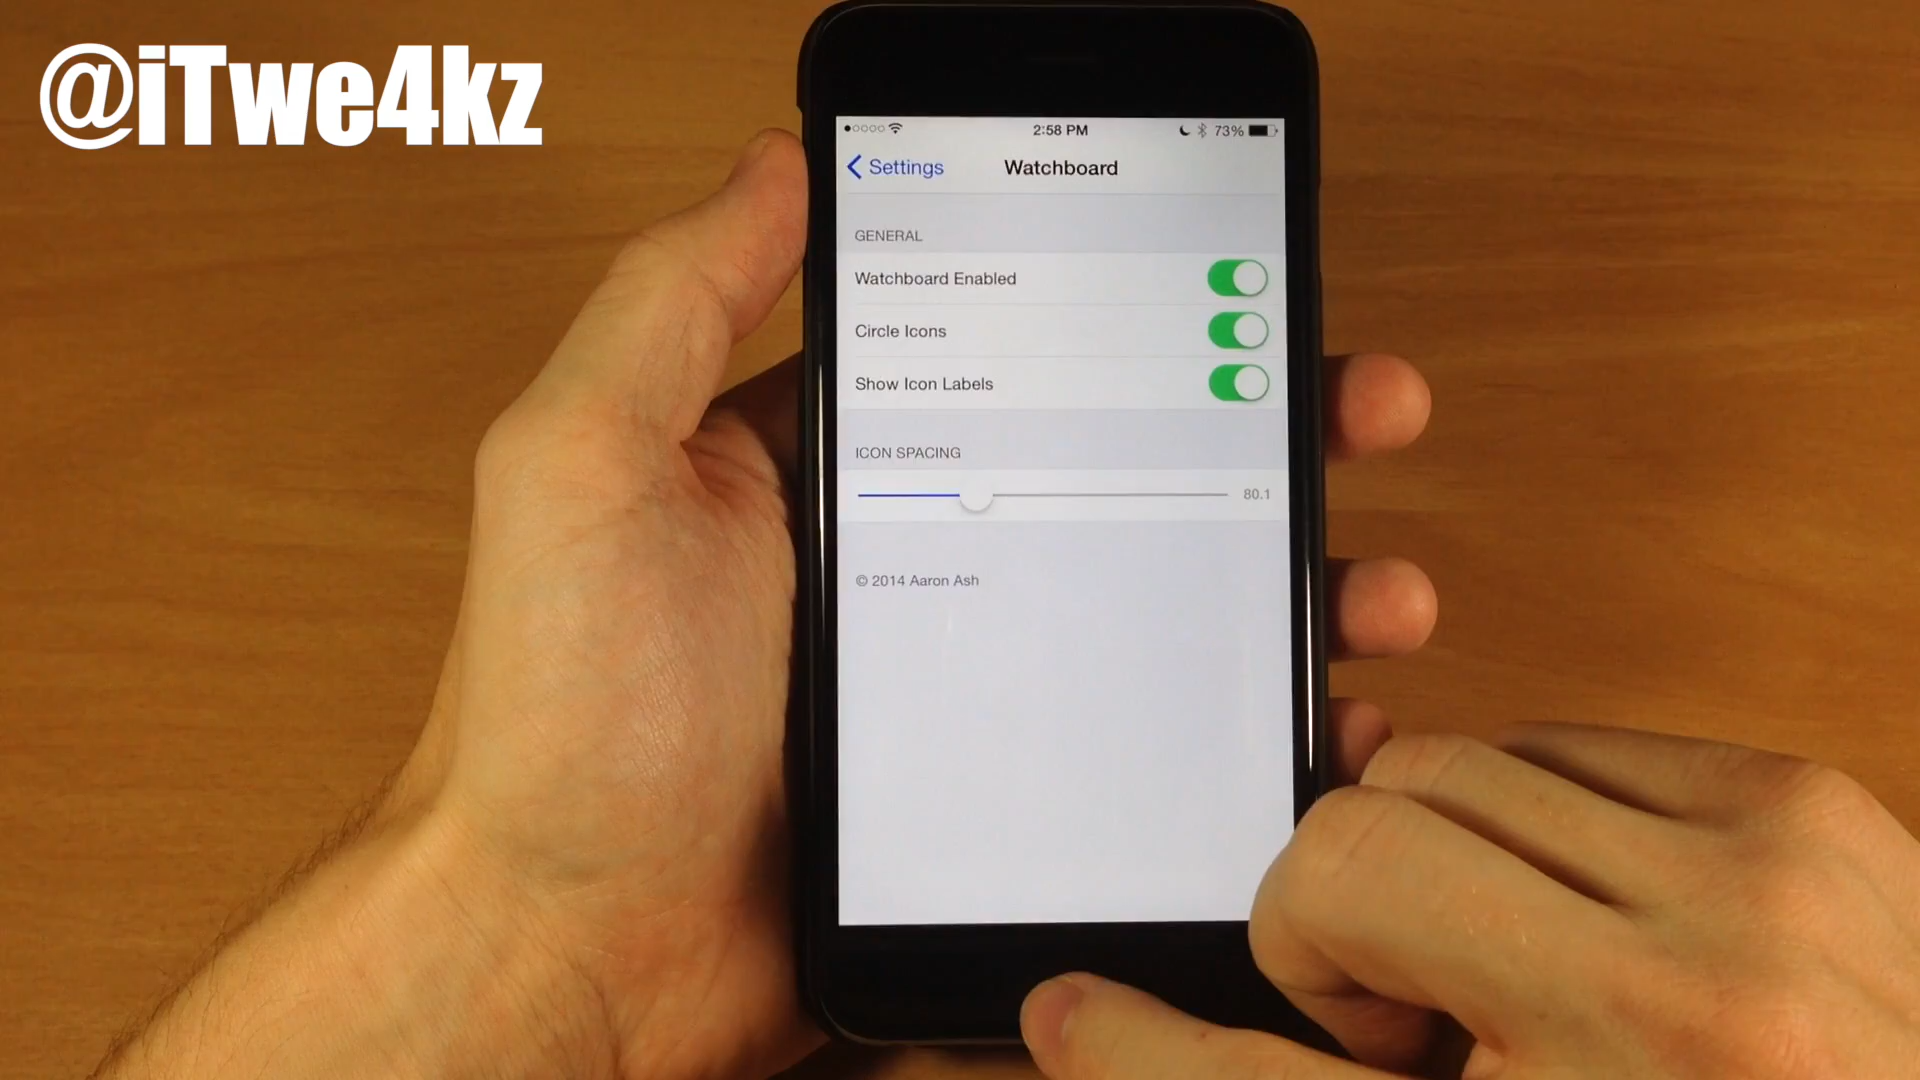 @iTwe4kz
2:58 PM
73%
Settings
Watchboard
GENERAL
Watchboard Enabled
Circle Icons
Show Icon Labels
ICON SPACING
80.1
© 2014 Aaron Ash